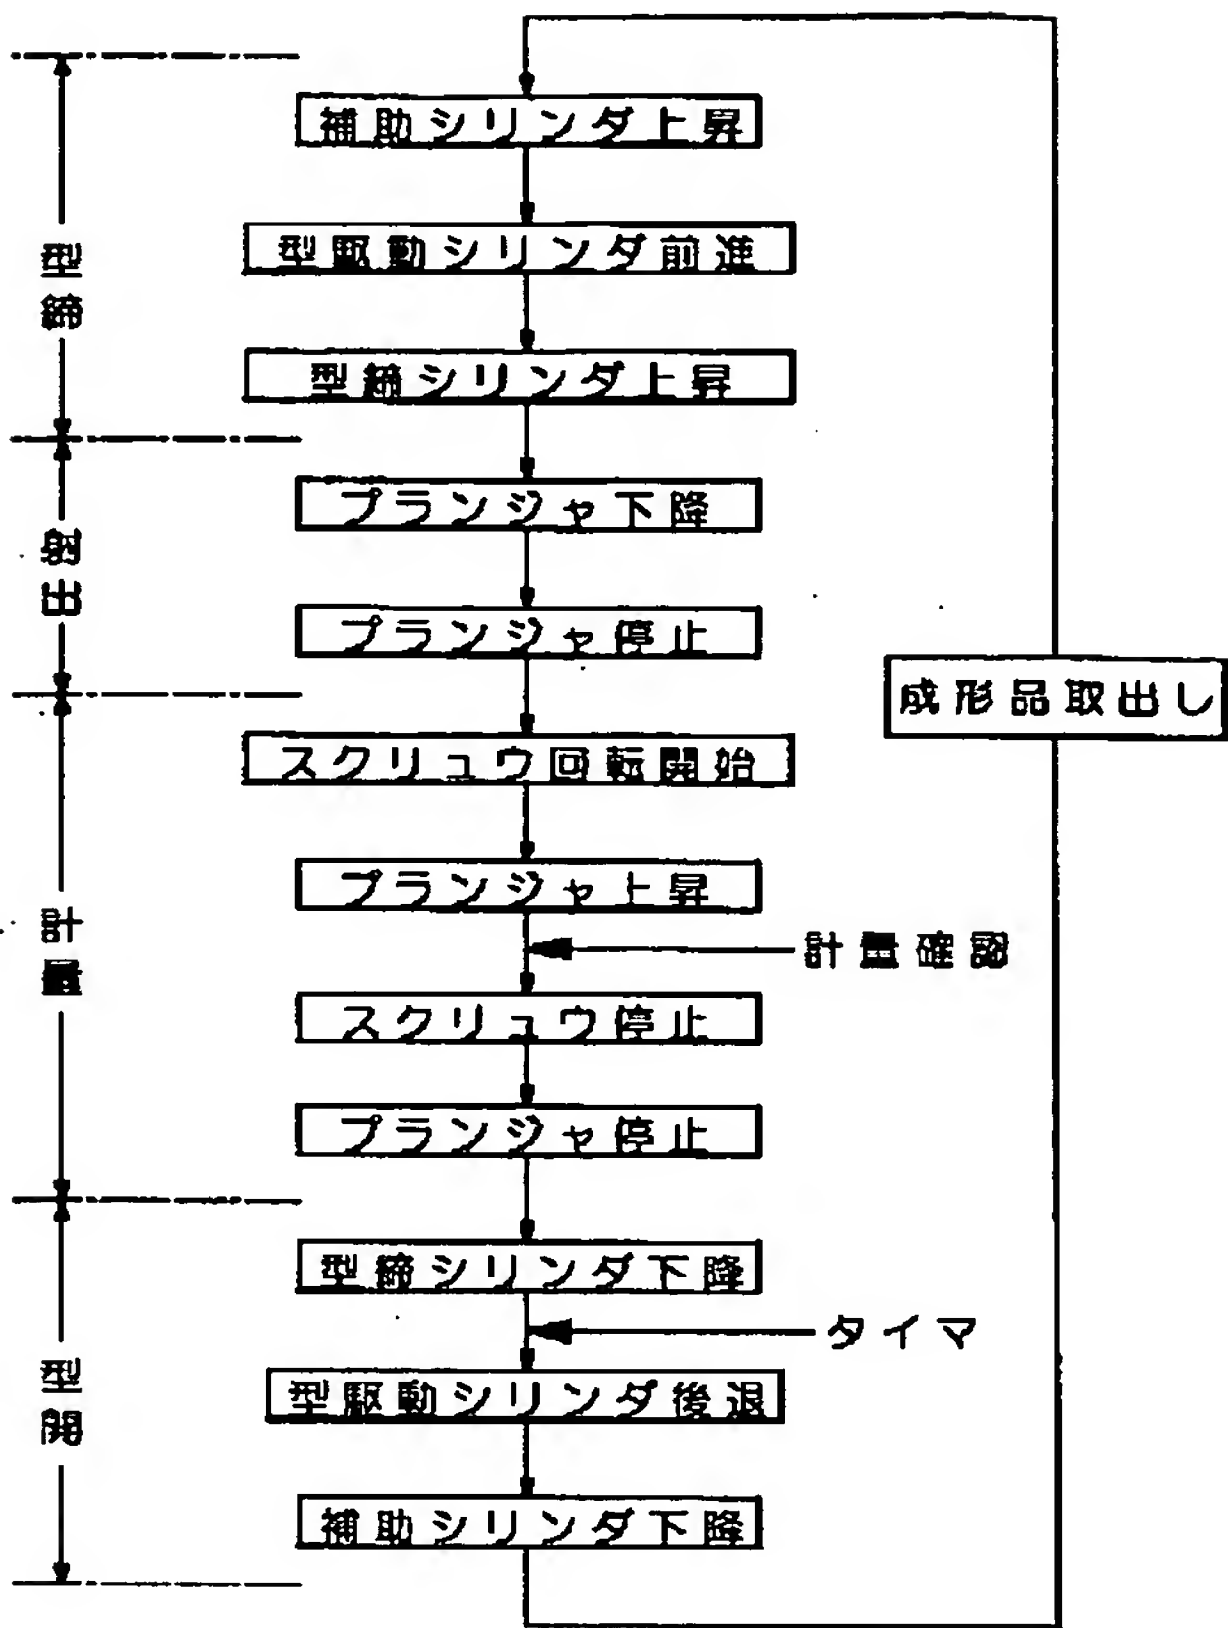 補助シリンダ上昇
型駆動シリンダ前進
型締
型締シリンダ上昇
プランジャ下降
射出
プランジャ停止
成形品取出し
スクリュウ回転開始
プランジャ上昇
計量
計量確認
スクリュウ停止
プランジャ停止
型締シリンダ下降
タイマ
型開
型駆動シリンダ後退
補助シリンダ下降